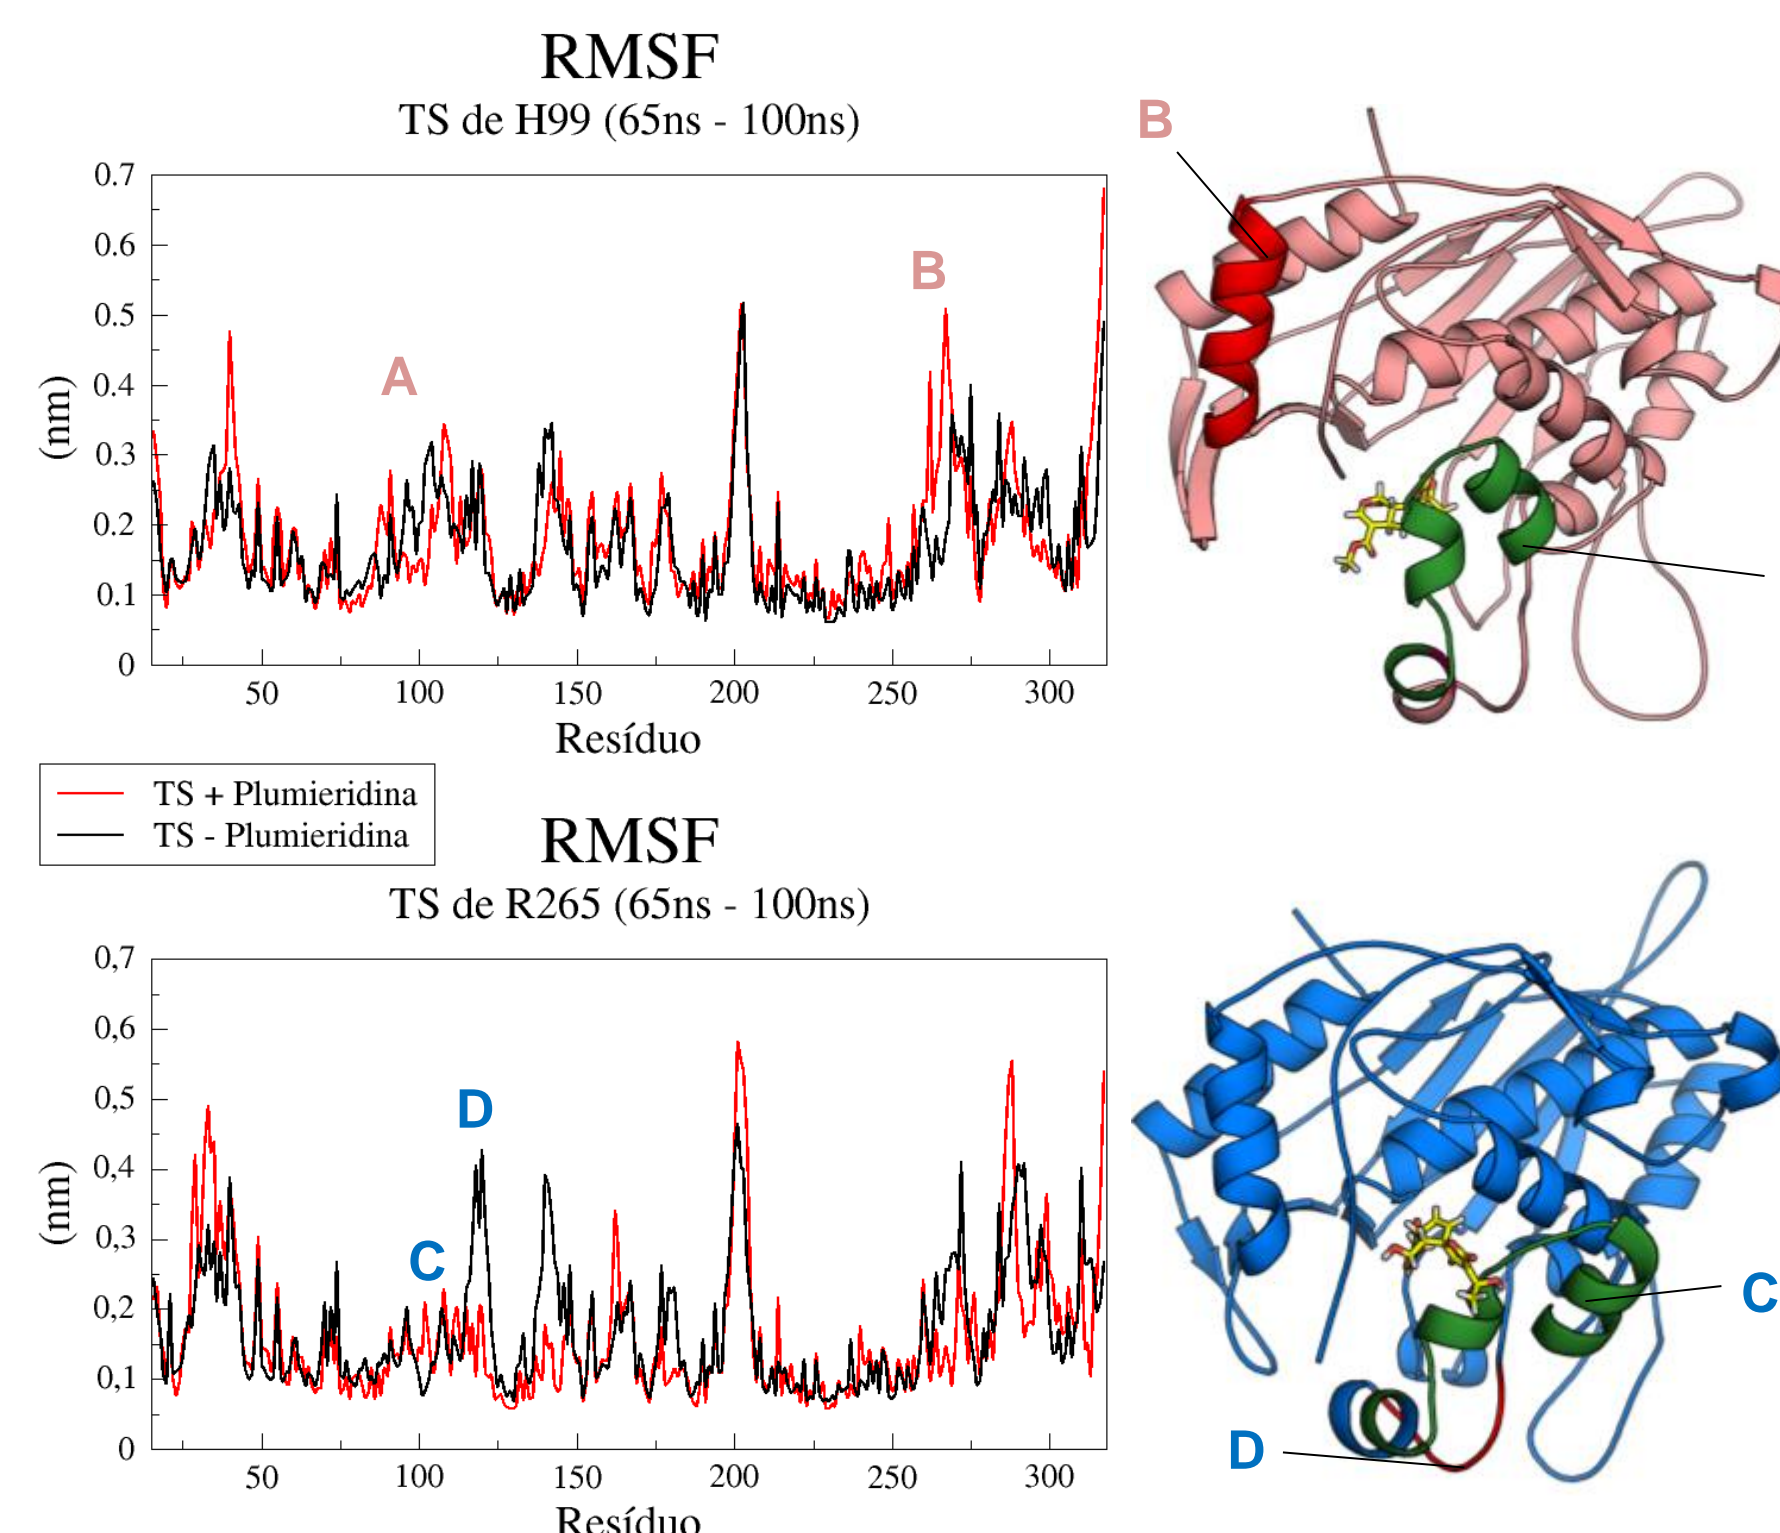 RMSF
TS de H99 (65ns - 100ns)
B
0.7
0.6
0.5
0.4
0.3
0.2
0.1
0
(nm)
A
B
50 100 150 200 250 300
Resíduo
TS + Plumieridina
TS - Plumieridina
RMSF
TS de R265 (65ns - 100ns)
0,7
0,6
0,5
0,4
0,3
0,2
0,1
0
(nm)
D
C
50 100 150 200 250 300
Resíduo
C
D